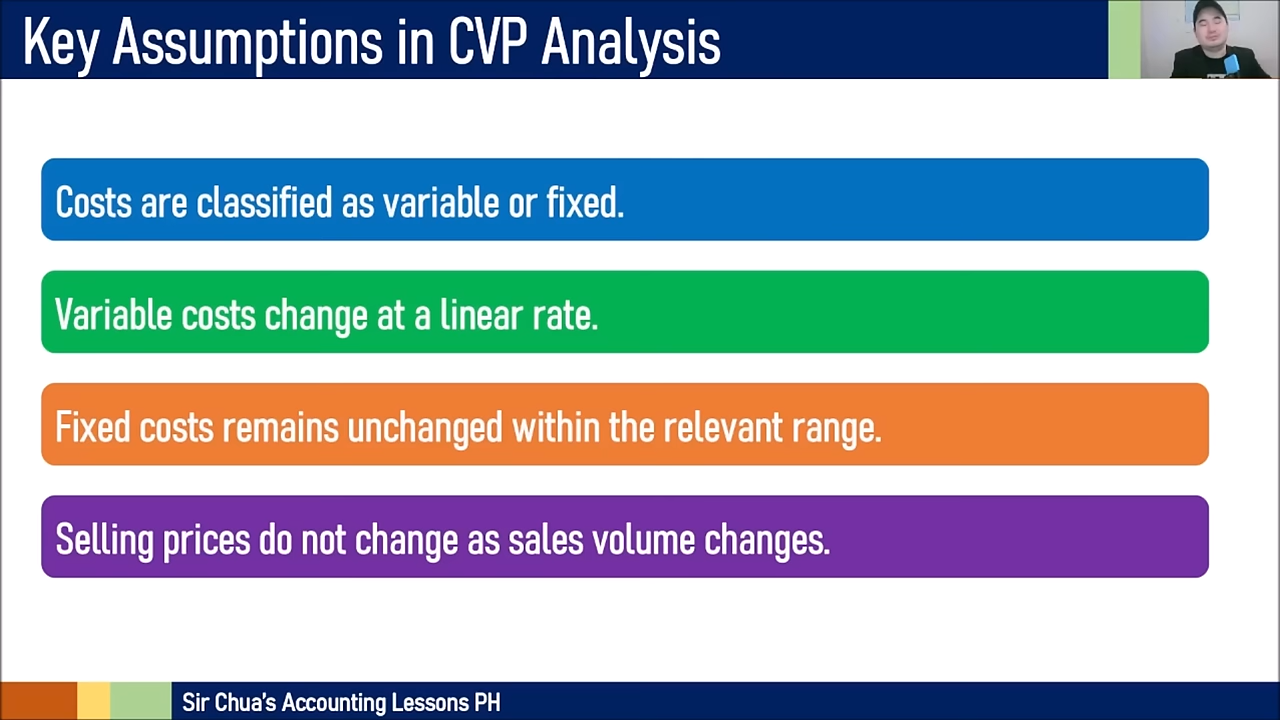 Key Assumptions in CVP Analysis
Costs are classified as variable or fixed.
Variable costs change at a linear rate.
Fixed costs remains unchanged within the relevant range.
Selling prices do not change as sales volume changes.
Sir Chua's Accounting Lessons PH